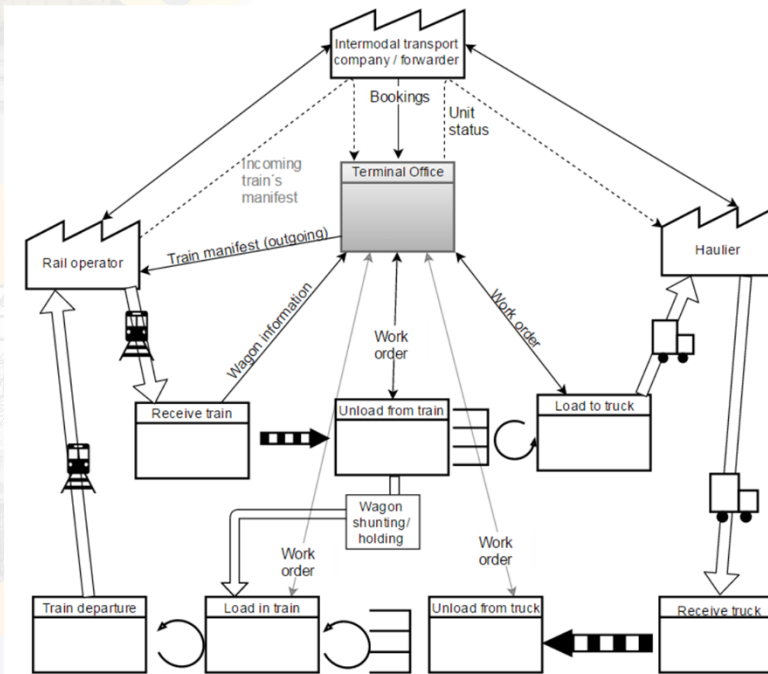 Intermodal transport
company / forwarder
Bookings
Unit
status
Incoming
train´s
manifest
Terminal Office
Train manifest (outgoing)
Rail operator
Haulier
Wagon information
Work
order
Work order
Receive train
Unload from train
Load to truck
Wagon
shunting/
holding
Work
order
Work
order
Train departure
Load in train
Unload from truck
Receive truck